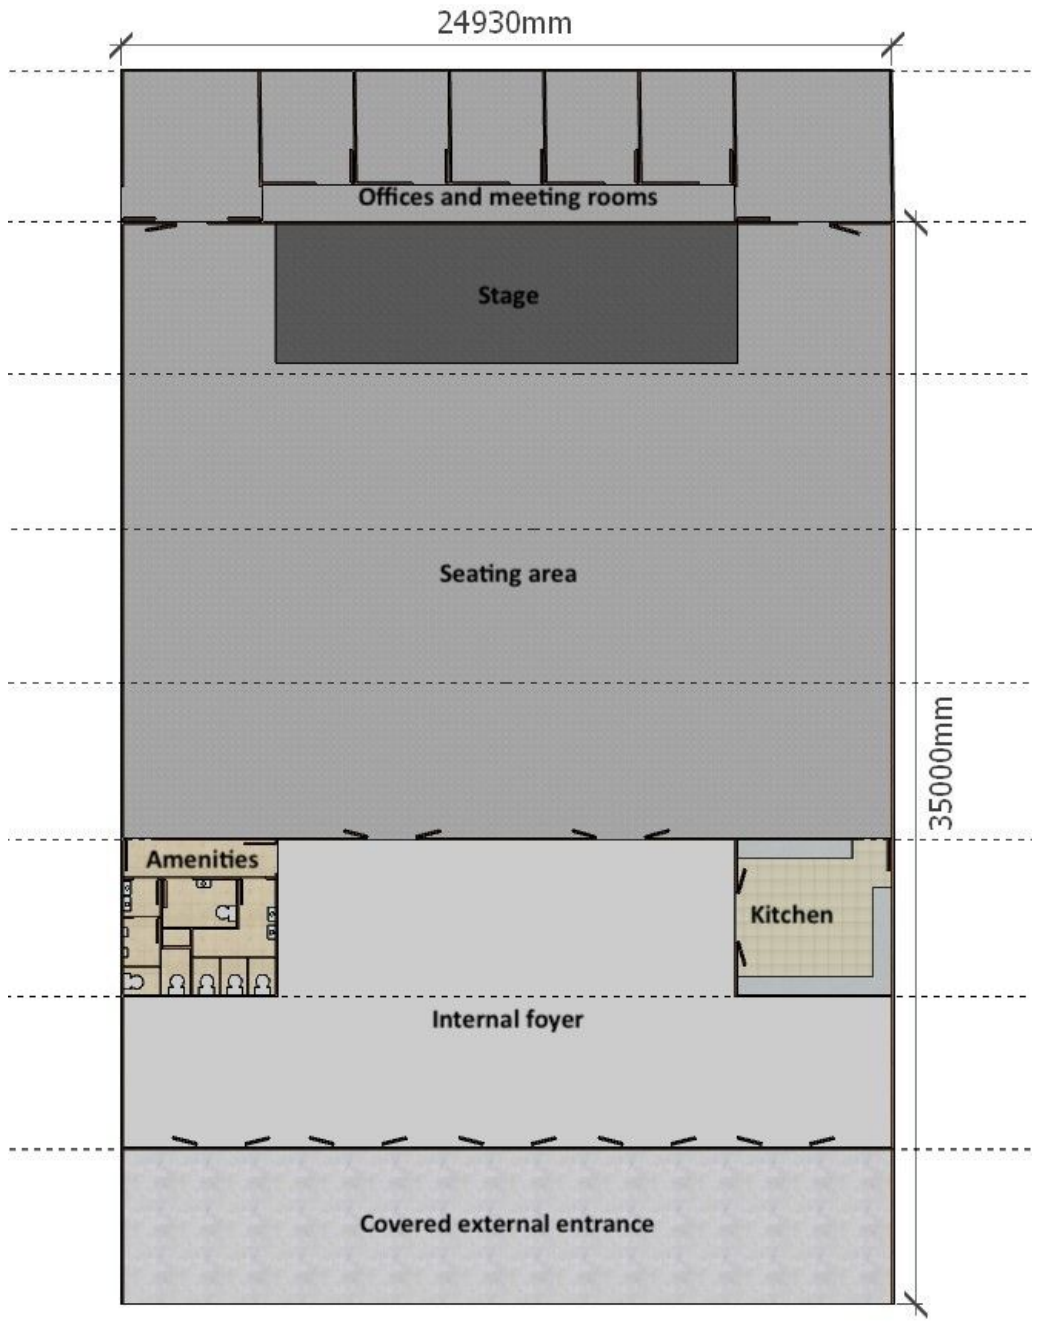 24930mm
Offices and meeting rooms
Stage
Seating area
35000mm
Amenities
Kitchen
Internal foyer
Covered external entrance